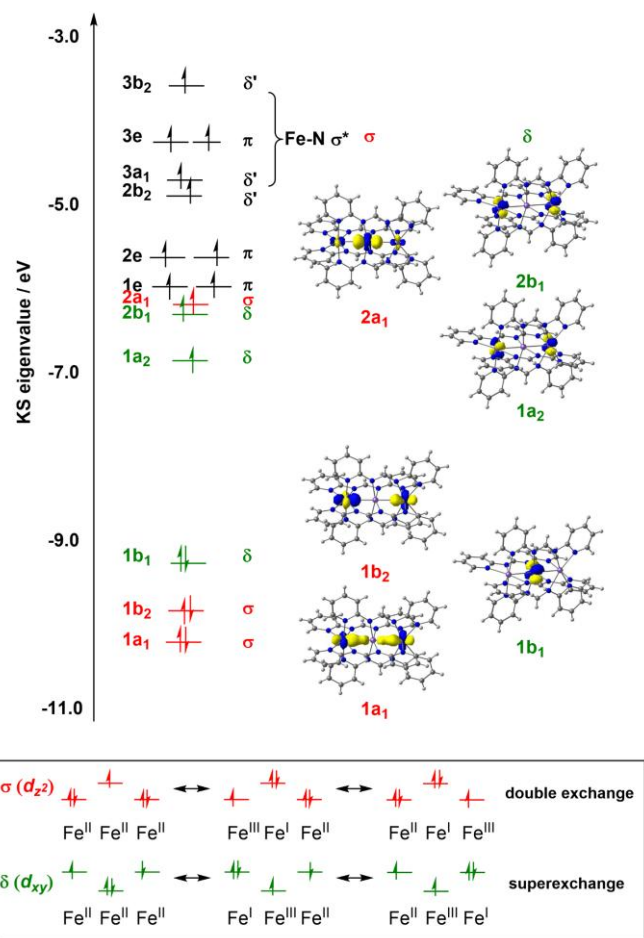 -3.0
3b₂ δ'
3e π Fe-N σ* σ δ
3a₁ δ'
-5.0
2b₂ δ'
2e π
1e π
2a₁ σ
2b₁ δ
2a₁
2b₁
KS eigenvalue / eV
-7.0
1a₂ δ
1a₂
-9.0
1b₁ δ
1b₂
1b₂ σ
1b₁
1a₁ σ
1a₁
-11.0
σ (d_z²) double exchange
Feᴵᴵ Feᴵᴵ Feᴵᴵ Feᴵᴵᴵ Feᴵ Feᴵᴵ Feᴵᴵ Feᴵ Feᴵᴵᴵ
δ (d_xy) superexchange
Feᴵᴵ Feᴵᴵ Feᴵᴵ Feᴵ Feᴵᴵᴵ Feᴵᴵ Feᴵᴵ Feᴵᴵᴵ Feᴵ